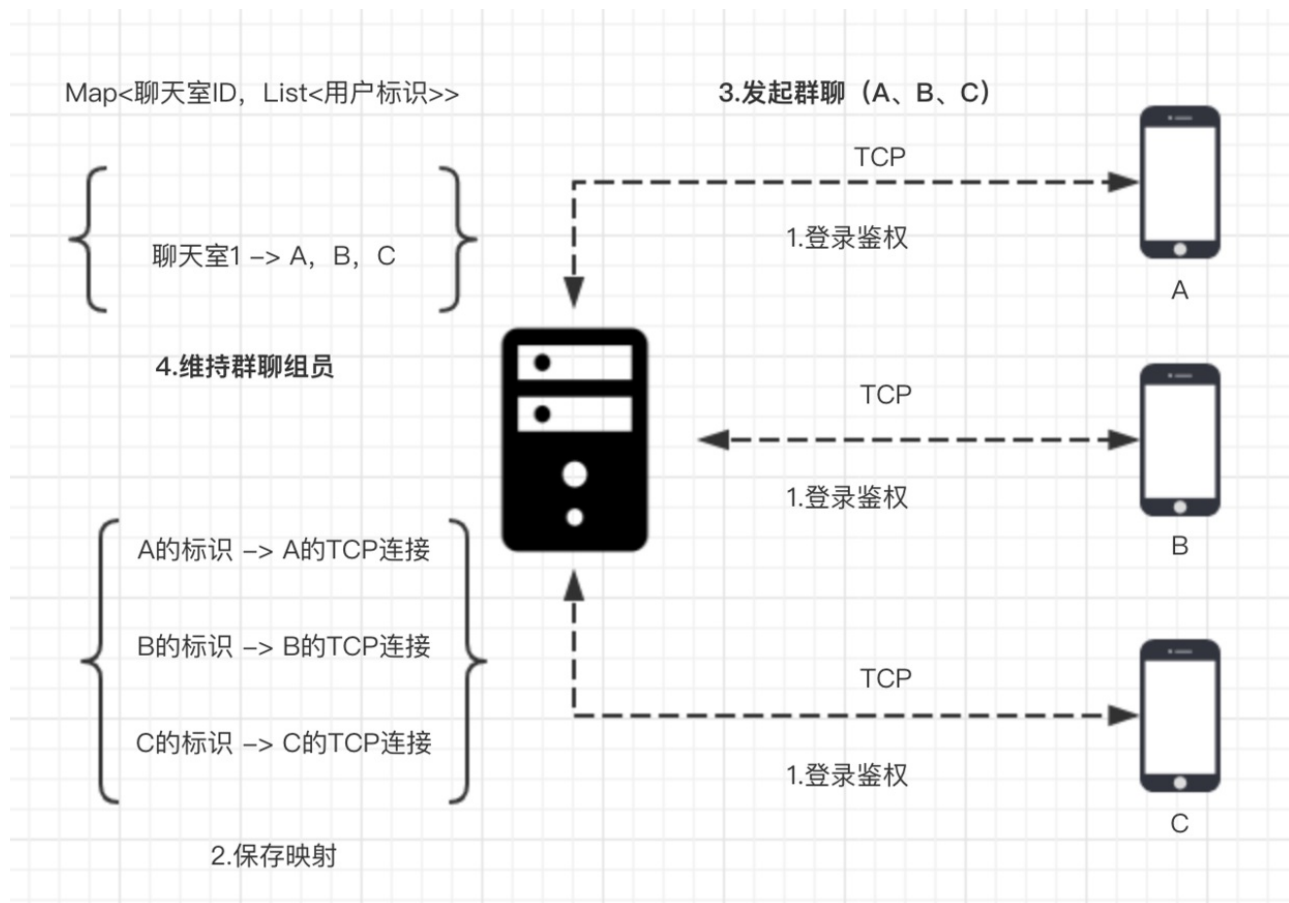 Map<聊天室ID，List<用户标识>>
3.发起群聊（A、B、C）
TCP
1.登录鉴权
A
聊天室1 –> A，B，C
4.维持群聊组员
TCP
1.登录鉴权
B
A的标识 –> A的TCP连接
B的标识 –> B的TCP连接
C的标识 –> C的TCP连接
2.保存映射
TCP
1.登录鉴权
C